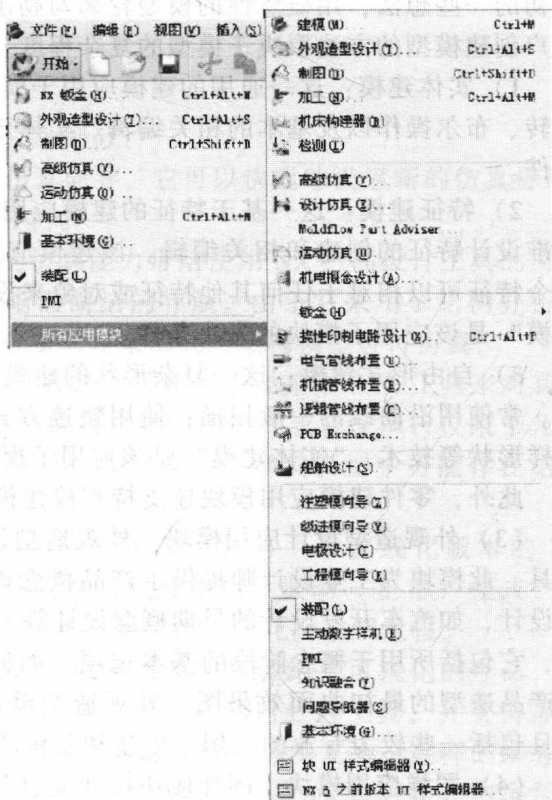 文件(F) 编辑(E) 视图(V) 插入(S)
开始
NX 钣金(H)... Ctrl+Alt+N
外观造型设计(T)... Ctrl+Alt+S
制图(D)... Ctrl+Shift+D
高级仿真(V)...
运动仿真(O)...
加工(N)... Ctrl+Alt+M
基本环境(G)...
装配(L)
PMI
所有应用模块
建模(M)... Ctrl+M
外观造型设计(T)... Ctrl+Alt+S
制图(D)... Ctrl+Shift+D
加工(N)... Ctrl+Alt+M
机床构建器(B)...
检测(I)...
高级仿真(V)...
设计仿真(E)...
Moldflow Part Adviser
运动仿真(O)...
机电概念设计(A)...
钣金(H)
挠性印制电路设计(X)... Ctrl+Alt+P
电气管线布置(L)...
机械管线布置(R)...
逻辑管线布置(C)...
PCB Exchange...
船舶设计(S)...
注塑模向导(Z)
级进模向导(V)
电极设计(C)
工程模向导(D)
装配(L)
主动数字样机(E)
PMI
知识融合(F)
问题导航器(S)
基本环境(G)...
块 UI 样式编辑器(Y)...
NX 6 之前版本 UI 样式编辑器